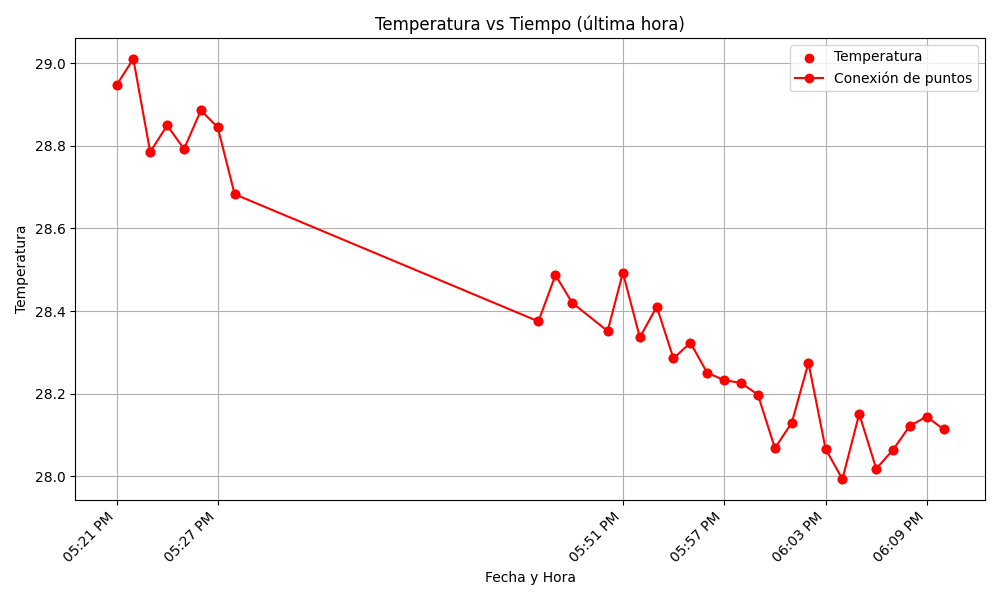 Temperatura vs Tiempo (última hora)
Temperatura
Conexión de puntos
29.0
28.8
28.6
28.4
28.2
28.0
Temperatura
05:21 PM
05:27 PM
05:51 PM
05:57 PM
06:03 PM
06:09 PM
Fecha y Hora